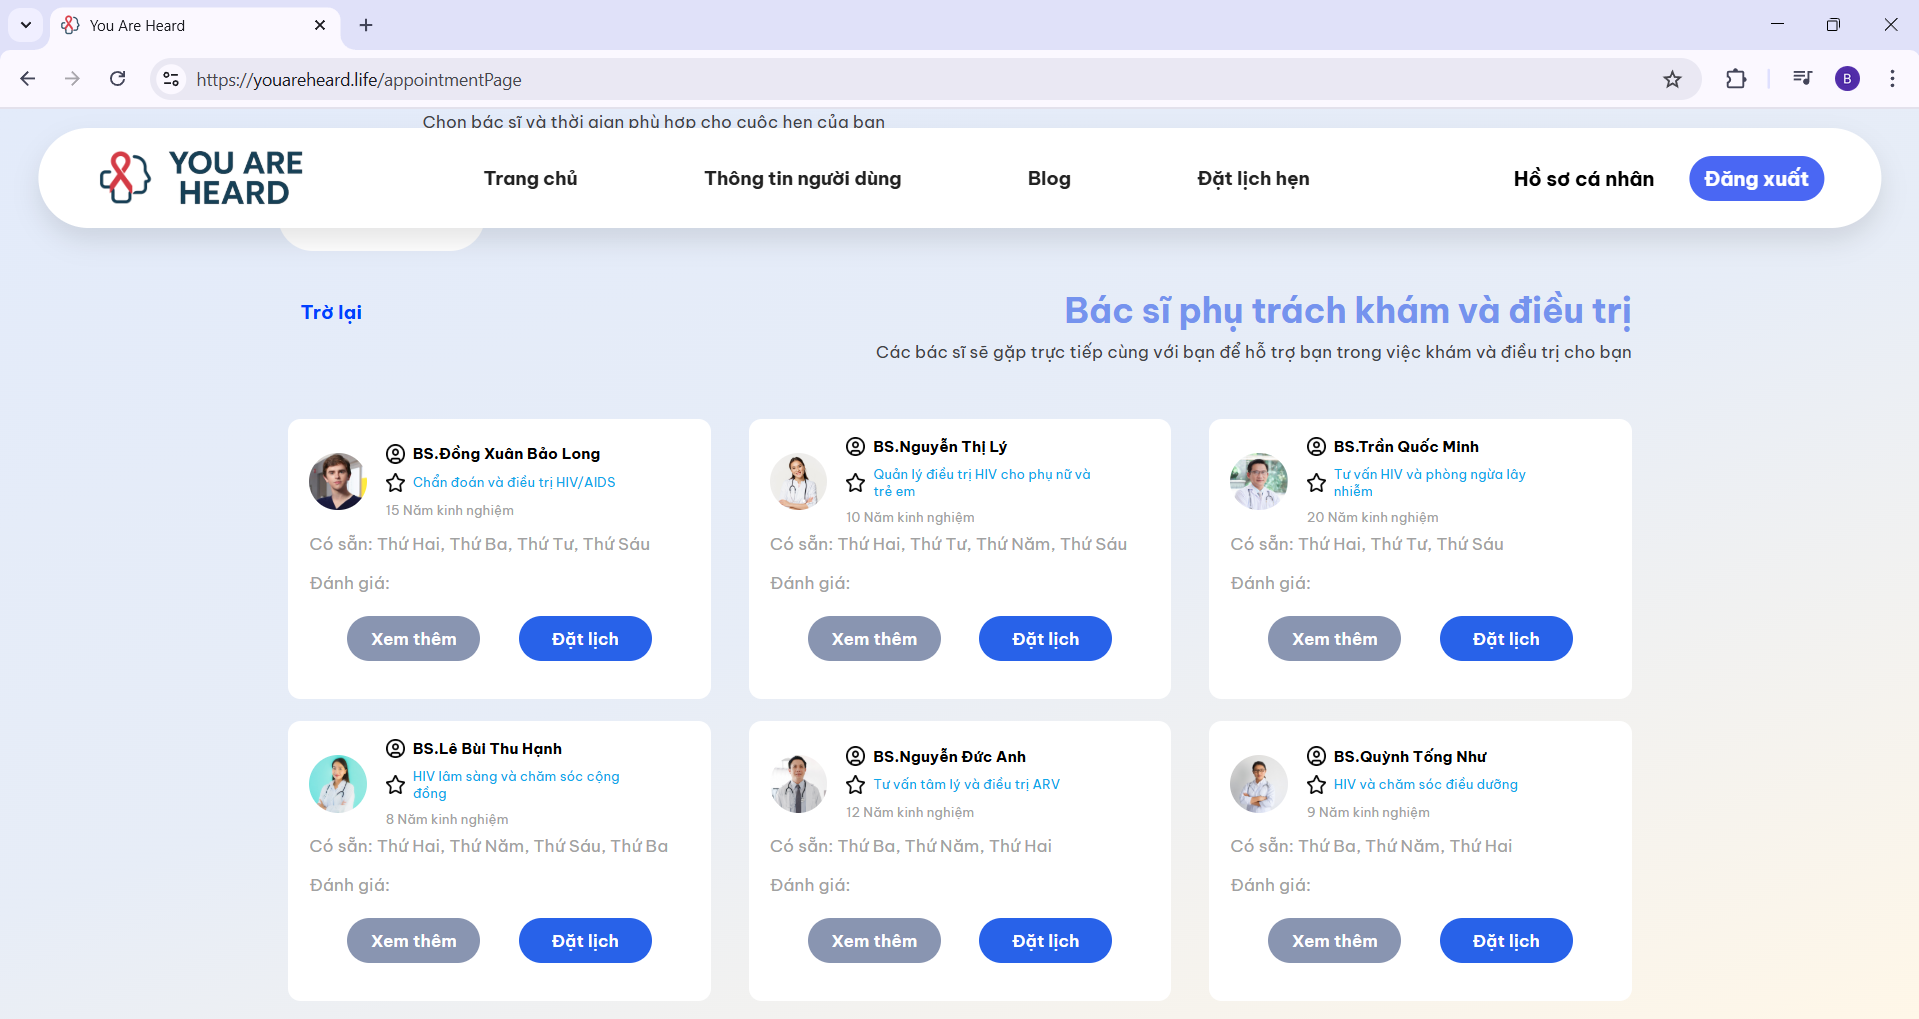 You Are Heard
https://youareheard.life/appointmentPage
B
Chọn bác sĩ và thời gian phù hợp cho cuộc hẹn của bạn
YOU ARE
HEARD
Trang chủ
Thông tin người dùng
Blog
Đặt lịch hẹn
Hồ sơ cá nhân
Đăng xuất
Trờ lại
Bác sĩ phụ trách khám và điều trị
Các bác sĩ sẽ gặp trực tiếp cùng với bạn để hỗ trợ bạn trong việc khám và điều trị cho bạn
BS.Đồng Xuân Bảo Long
Chẩn đoán và điều trị HIV/AIDS
15 Năm kinh nghiệm
Có sẵn: Thứ Hai, Thứ Ba, Thứ Tư, Thứ Sáu
Đánh giá:
Xem thêm
Đặt lịch
BS.Nguyễn Thị Lý
Quản lý điều trị HIV cho phụ nữ và
trẻ em
10 Năm kinh nghiệm
Có sẵn: Thứ Hai, Thứ Tư, Thứ Năm, Thứ Sáu
Đánh giá:
Xem thêm
Đặt lịch
BS.Trần Quốc Minh
Tư vấn HIV và phòng ngừa lây
nhiễm
20 Năm kinh nghiệm
Có sẵn: Thứ Hai, Thứ Tư, Thứ Sáu
Đánh giá:
Xem thêm
Đặt lịch
BS.Lê Bùi Thu Hạnh
HIV lâm sàng và chăm sóc cộng
đồng
8 Năm kinh nghiệm
Có sẵn: Thứ Hai, Thứ Năm, Thứ Sáu, Thứ Ba
Đánh giá:
Xem thêm
Đặt lịch
BS.Nguyễn Đức Anh
Tư vấn tâm lý và điều trị ARV
12 Năm kinh nghiệm
Có sẵn: Thứ Ba, Thứ Năm, Thứ Hai
Đánh giá:
Xem thêm
Đặt lịch
BS.Quỳnh Tống Như
HIV và chăm sóc điều dưỡng
9 Năm kinh nghiệm
Có sẵn: Thứ Ba, Thứ Năm, Thứ Hai
Đánh giá:
Xem thêm
Đặt lịch